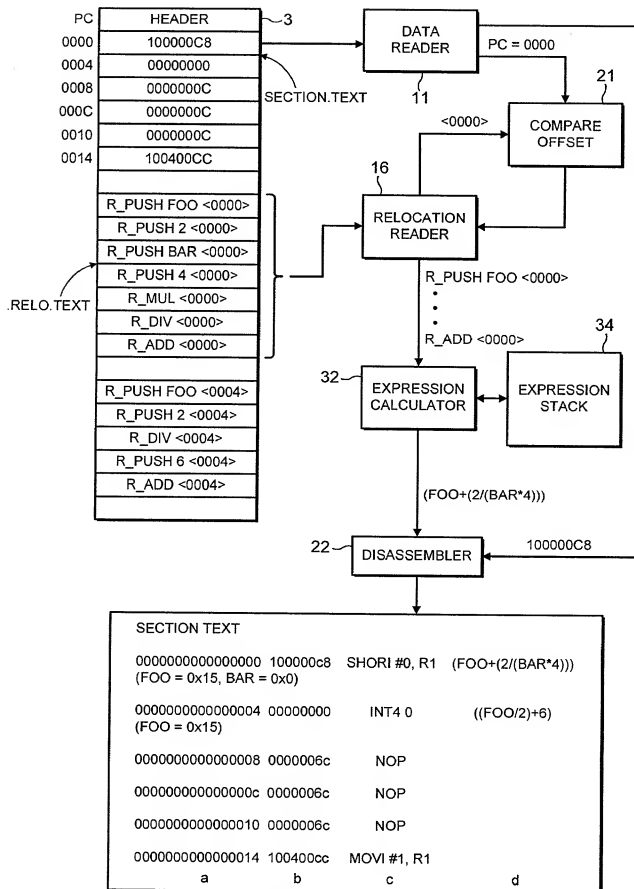 PC HEADER 3
0000 100000C8
0004 00000000
0008 0000000C
000C 0000000C
0010 0000000C
0014 100400CC
SECTION.TEXT
R_PUSH FOO <0000>
R_PUSH 2 <0000>
R_PUSH BAR <0000>
R_PUSH 4 <0000>
R_MUL <0000>
R_DIV <0000>
R_ADD <0000>
.RELO.TEXT
R_PUSH FOO <0004>
R_PUSH 2 <0004>
R_DIV <0004>
R_PUSH 6 <0004>
R_ADD <0004>
DATA
READER
11
PC = 0000
21
COMPARE
OFFSET
<0000>
16
RELOCATION
READER
R_PUSH FOO <0000>
R_ADD <0000>
32
EXPRESSION
CALCULATOR
34
EXPRESSION
STACK
(FOO+(2/(BAR*4)))
22
DISASSEMBLER
100000C8
SECTION TEXT
0000000000000000 100000c8 SHORI #0, R1 (FOO+(2/(BAR*4)))
(FOO = 0x15, BAR = 0x0)
0000000000000004 00000000 INT4 0 ((FOO/2)+6)
(FOO = 0x15)
0000000000000008 0000006c NOP
000000000000000c 0000006c NOP
0000000000000010 0000006c NOP
0000000000000014 100400cc MOVI #1, R1
a b c d